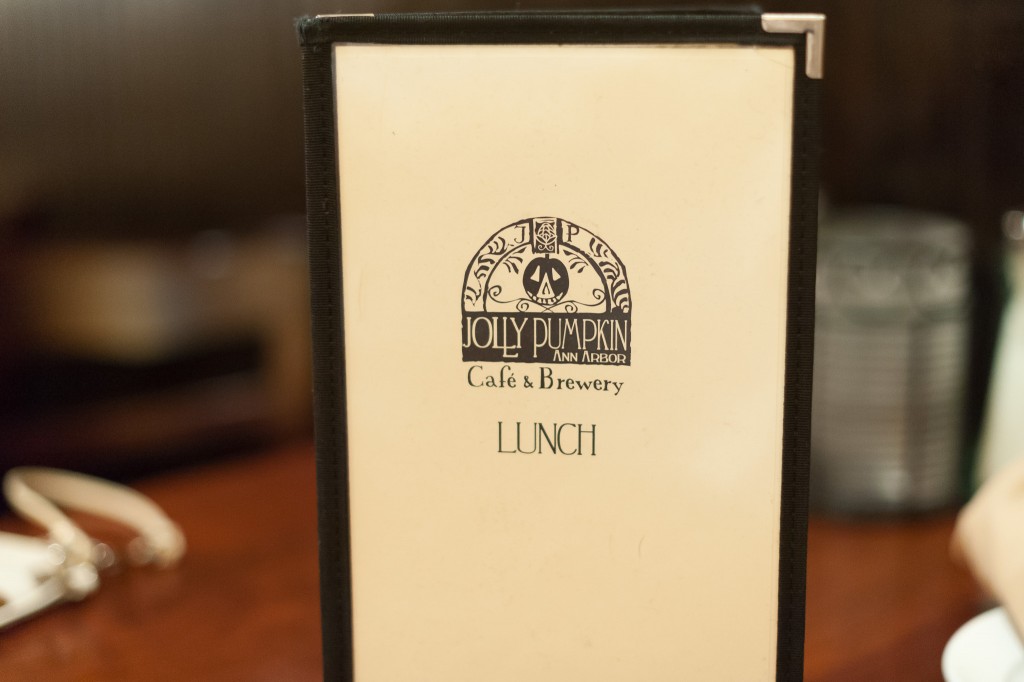 J P
JOLLY PUMPKIN
ANN ARBOR
Café & Brewery
LUNCH